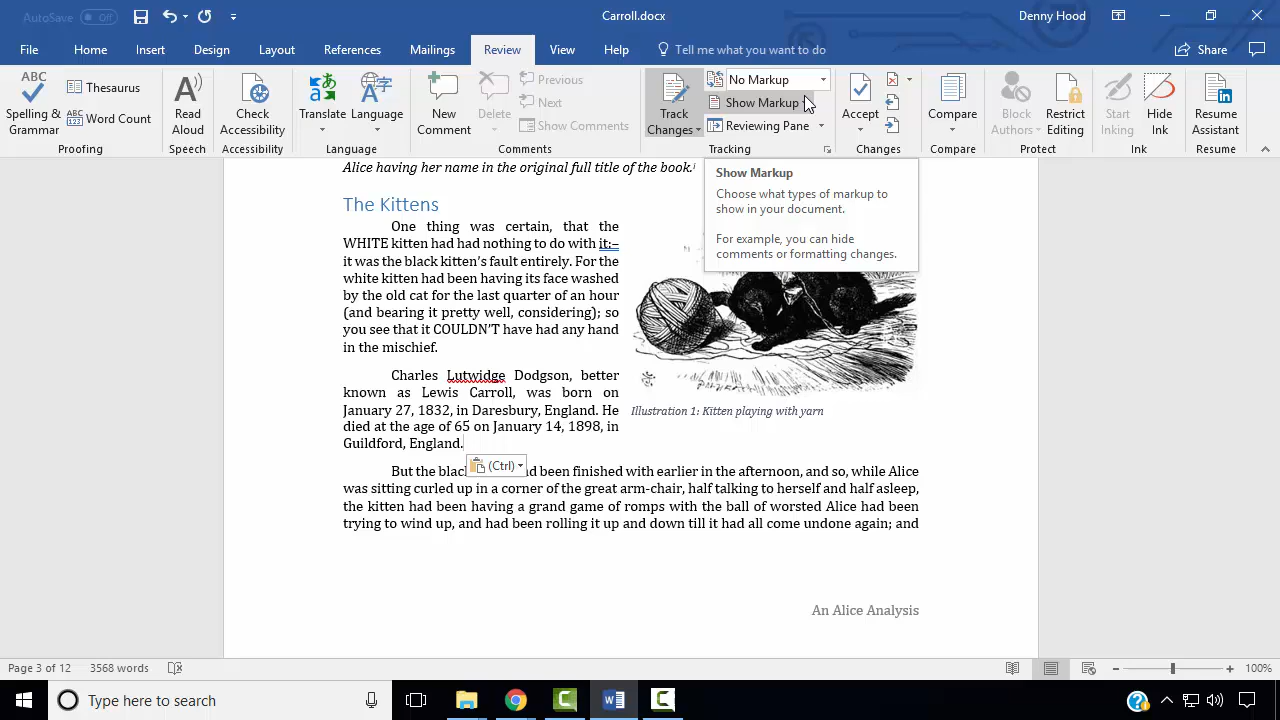 AutoSave Off
Carroll.docx
Denny Hood
File Home Insert Design Layout References Mailings Review View Help Tell me what you want to do Share
ABC
Spelling & Grammar
Thesaurus
ABC
123
Word Count
Proofing
Read Aloud
Speech
Check Accessibility
Accessibility
Translate
Language
Language
New Comment
Delete
Previous
Next
Show Comments
Comments
Track Changes
No Markup
Show Markup
Reviewing Pane
Tracking
Accept
Changes
Compare
Compare
Block Authors
Restrict Editing
Protect
Start Inking
Hide Ink
Ink
Resume Assistant
Resume
Show Markup
Choose what types of markup to
show in your document.
For example, you can hide
comments or formatting changes.
Alice having her name in the original full title of the book.
The Kittens
One thing was certain, that the
WHITE kitten had had nothing to do with it:–
it was the black kitten’s fault entirely. For the
white kitten had been having its face washed
by the old cat for the last quarter of an hour
(and bearing it pretty well, considering); so
you see that it COULDN’T have had any hand
in the mischief.
Charles Lutwidge Dodgson, better
known as Lewis Carroll, was born on
January 27, 1832, in Daresbury, England. He
died at the age of 65 on January 14, 1898, in
Guildford, England.
(Ctrl)
Illustration 1: Kitten playing with yarn
But the blac d been finished with earlier in the afternoon, and so, while Alice
was sitting curled up in a corner of the great arm-chair, half talking to herself and half asleep,
the kitten had been having a grand game of romps with the ball of worsted Alice had been
trying to wind up, and had been rolling it up and down till it had all come undone again; and
An Alice Analysis
Page 3 of 12 3568 words
100%
Type here to search